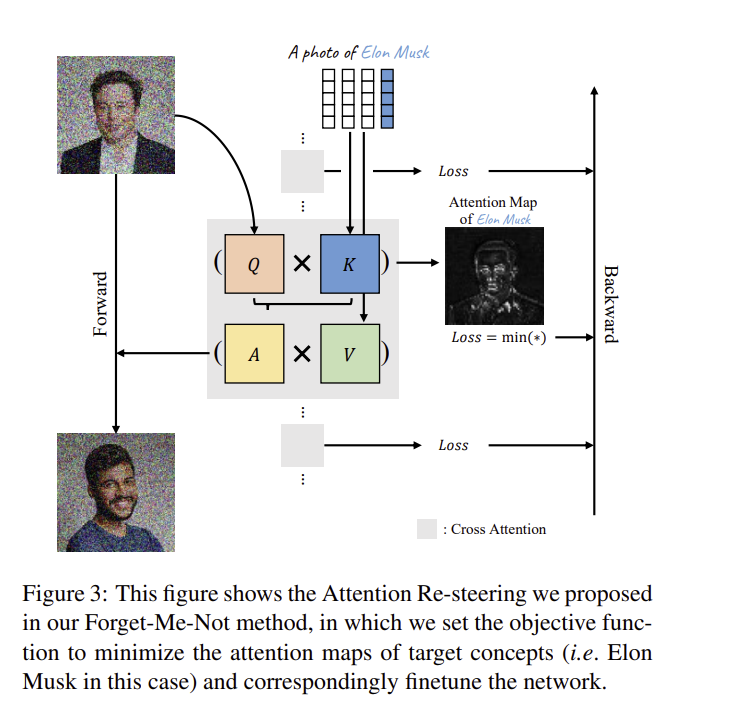 A photo of Elon Musk
Loss
Attention Map
of Elon Musk
Forward
( Q × K )
Backward
Loss = min(*)
( A × V )
Loss
: Cross Attention
Figure 3: This figure shows the Attention Re-steering we proposed
in our Forget-Me-Not method, in which we set the objective func-
tion to minimize the attention maps of target concepts (i.e. Elon
Musk in this case) and correspondingly finetune the network.